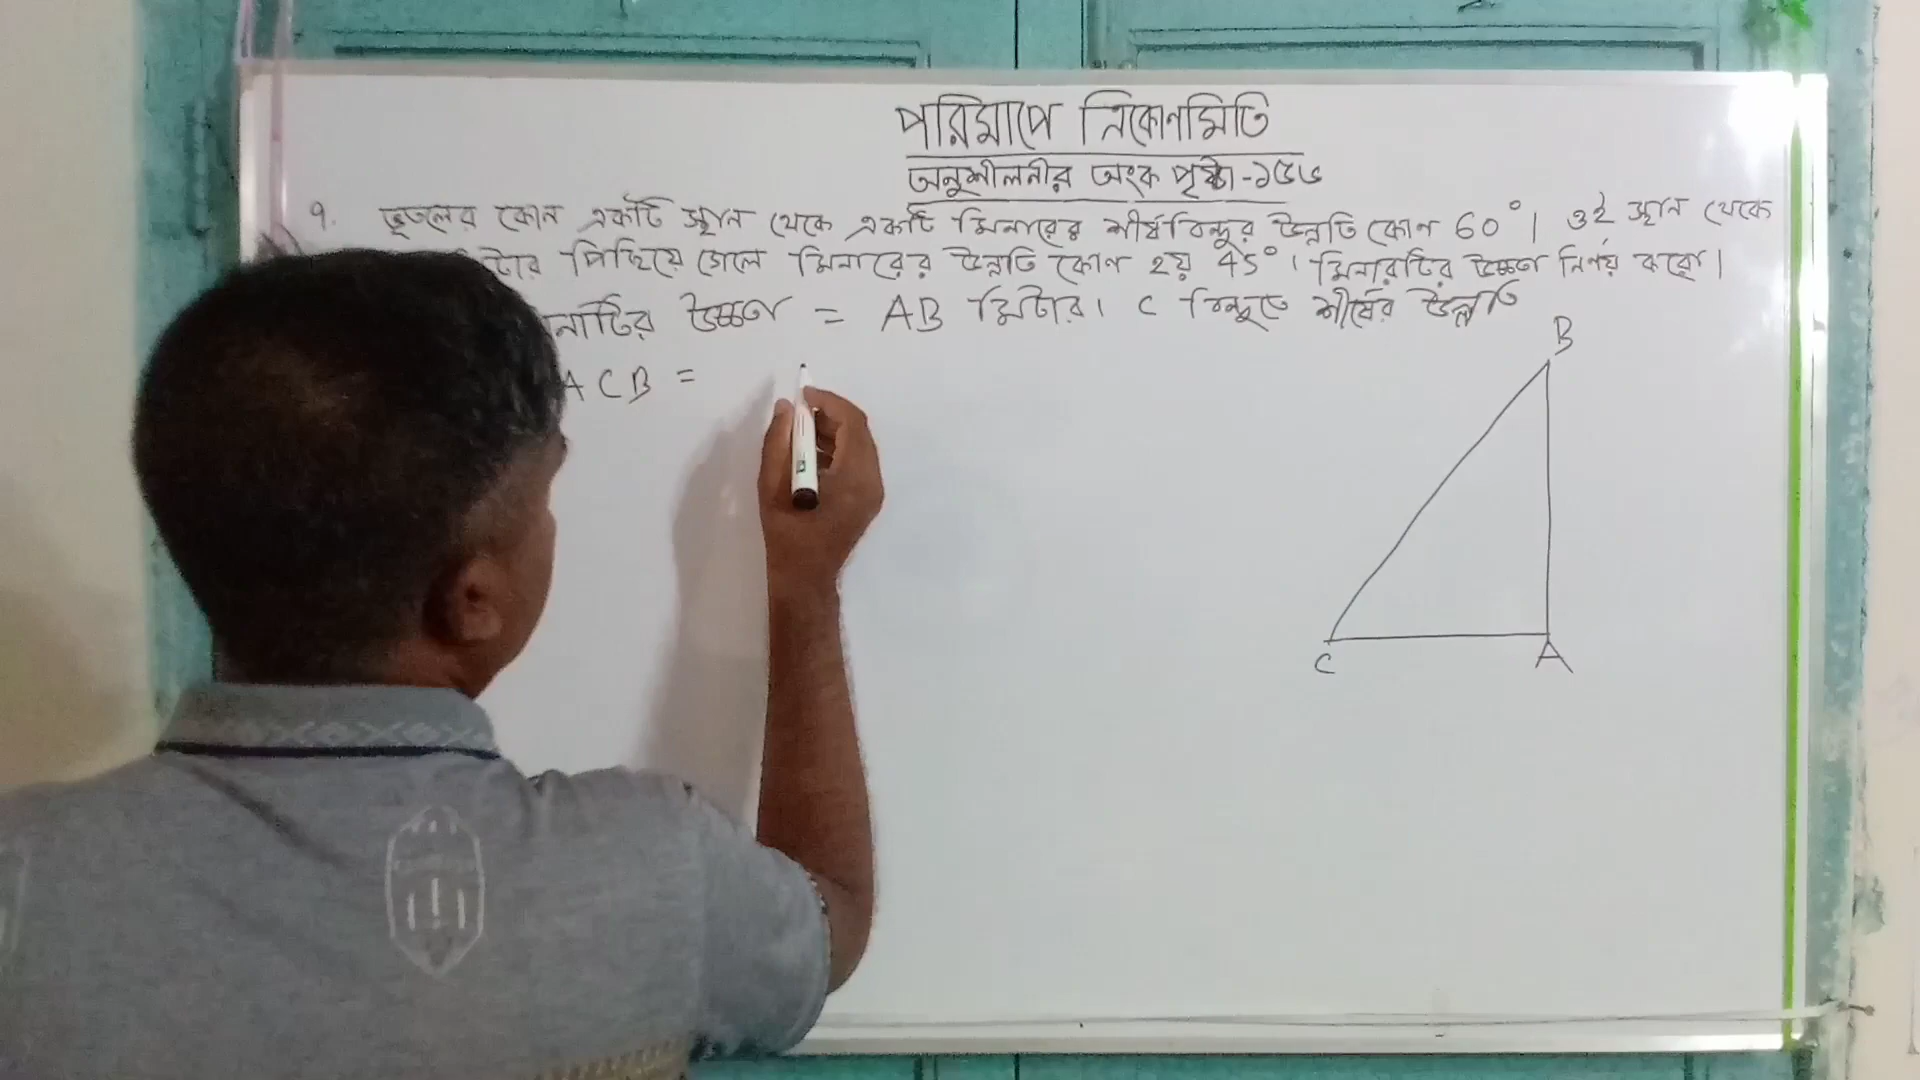 পরিমাপে ত্রিকোণমিতি
অনুশীলনীর অংক পৃষ্ঠা-১৫৬
৭. ভূতলের কোন একটি স্থান থেকে একটি মিনারের শীর্ষবিন্দুর উন্নতি কোণ 60°। ওই স্থান থেকে
টার পিছিয়ে গেলে মিনারের উন্নতি কোণ হয় 45°। মিনারটির উচ্চতা নির্ণয় করো।
নারটির উচ্চতা = AB মিটার। C বিন্দুতে শীর্ষের উন্নতি
ACB =
B
C
A